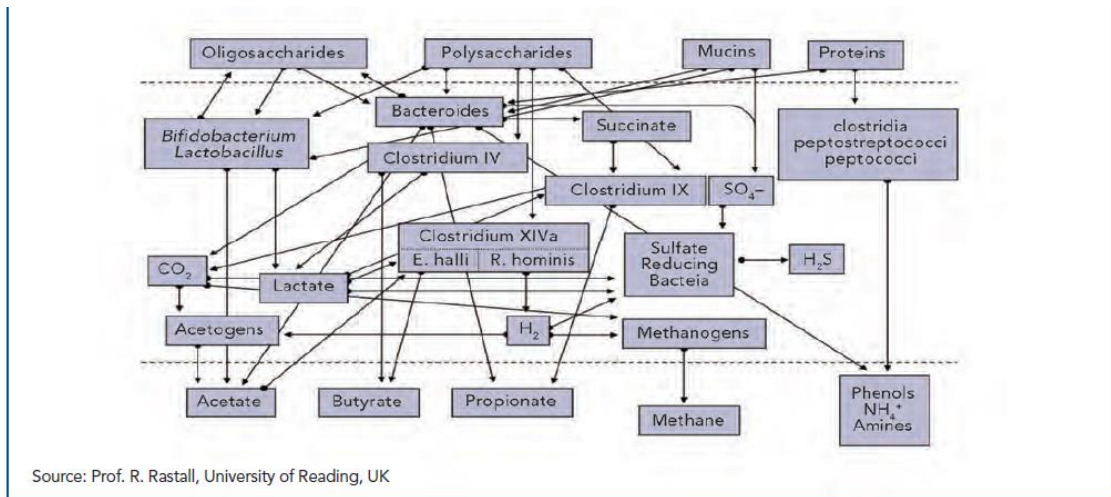 Oligosaccharides
Polysaccharides
Mucins
Proteins
Bacteroides
Bifidobacterium
Lactobacillus
Succinate
clostridia
peptostreptococci
peptococci
Clostridium IV
Clostridium IX
SO₄–
Clostridium XIVa
E. halli
R. hominis
Sulfate
Reducing
Bacteia
H₂S
CO₂
Lactate
Acetogens
H₂
Methanogens
Acetate
Butyrate
Propionate
Methane
Phenols
NH₄⁺
Amines
Source: Prof. R. Rastall, University of Reading, UK